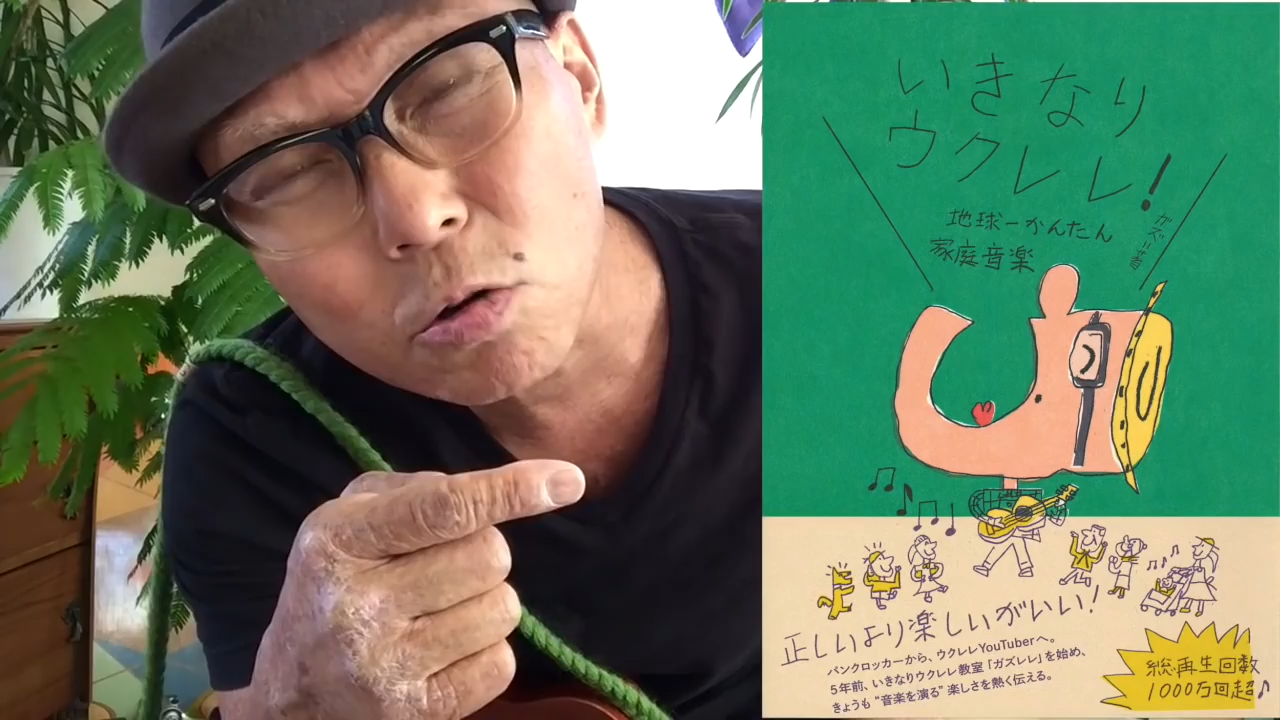 いきなり
ウクレレ!
地球一かんたん
家庭音楽
ガズ 著
正しいより楽しいがいい!
パンクロッカーから、ウクレレYouTuberへ。
5年前、いきなりウクレレ教室「ガズレレ」を始め、
きょうも“音楽を演る”楽しさを熱く伝える。
総再生回数
1000万回超♪